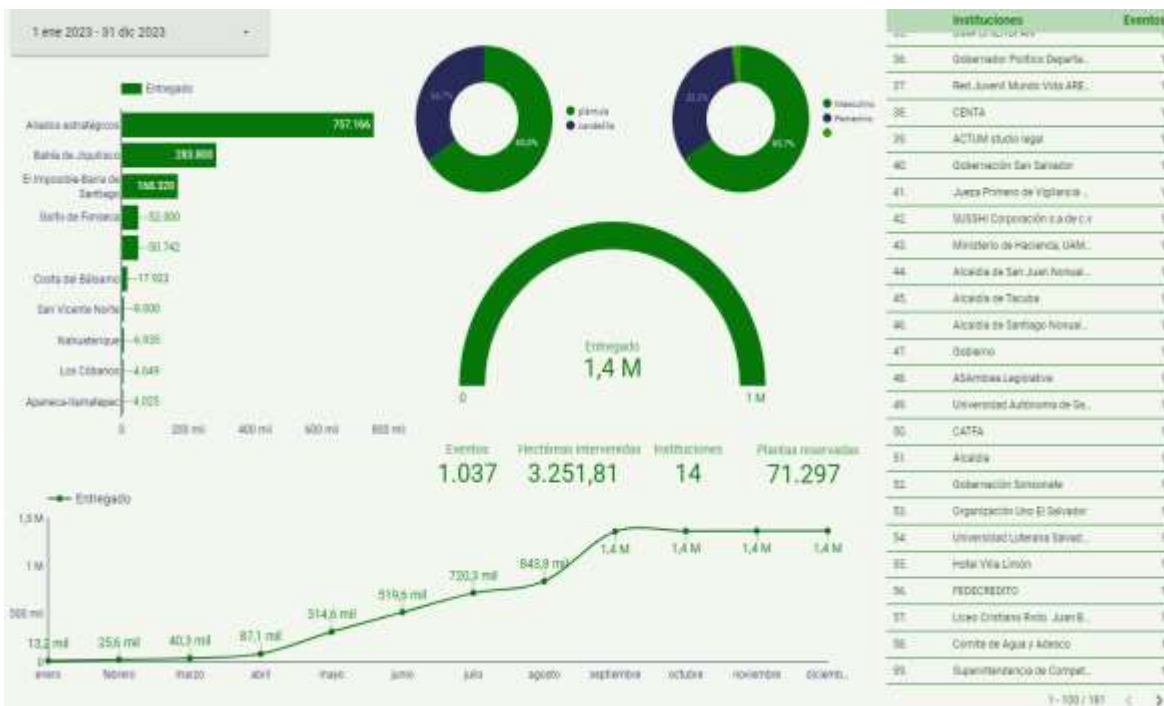 1 ene 2023 - 31 dic 2023
Entregado
Aliados estratégicos
757.166
Bahía de Jiquilisco
283.800
El Imposible-Barra de
Santiago
168.320
Golfo de Fonseca
52.000
50.742
Costa del Bálsamo
17.923
San Vicente Norte
Nahuaterique
6.935
Los Cóbanos
4.049
Apaneca-Ilamatepec
4.025
0
200 mil
400 mil
600 mil
800 mil
plántula
candelilla
Masculino
Femenino
Entregado
1,4 M
0
1 M
Eventos
1.037
Hectáreas intervenidas
3.251,81
Instituciones
14
Plantas reservadas
71.297
Entregado
1,5 M
1 M
500 mil
0
13,2 mil
25,6 mil
40,3 mil
87,1 mil
314,6 mil
519,6 mil
720,3 mil
843,8 mil
1,4 M
1,4 M
1,4 M
1,4 M
enero
febrero
marzo
abril
mayo
junio
julio
agosto
septiembre
octubre
noviembre
diciemb...
Instituciones
Eventos
36.
Gobernador Político Departa...
37.
Red Juvenil Mundo Vida ARE...
38.
CENTA
39.
ACTUM studio legal
40.
Gobernación San Salvador
41.
Jueza Primero de Vigilancia ...
42.
SUSSHI Corporación s.a de c.v
43.
Ministerio de Hacienda, UAM...
44.
Alcaldía de San Juan Nonual...
45.
Alcaldía de Tacuba
46.
Alcaldía de Santiago Nonual...
47.
Gobierno
48.
ASAmblea Legislativa
49.
Universidad Autónoma de Sa...
50.
CATFA
51.
Alcaldía
52.
Gobernación Sonsonate
53.
Organización Uno El Salvador
54.
Universidad Luterana Salvad...
55.
Hotel Villa Limón
56.
FEDECREDITO
57.
Liceo Cristiano Rvdo. Juan B...
58.
Comite de Agua y Adesco
59.
Superintendencia de Compet...
1 - 100 / 181